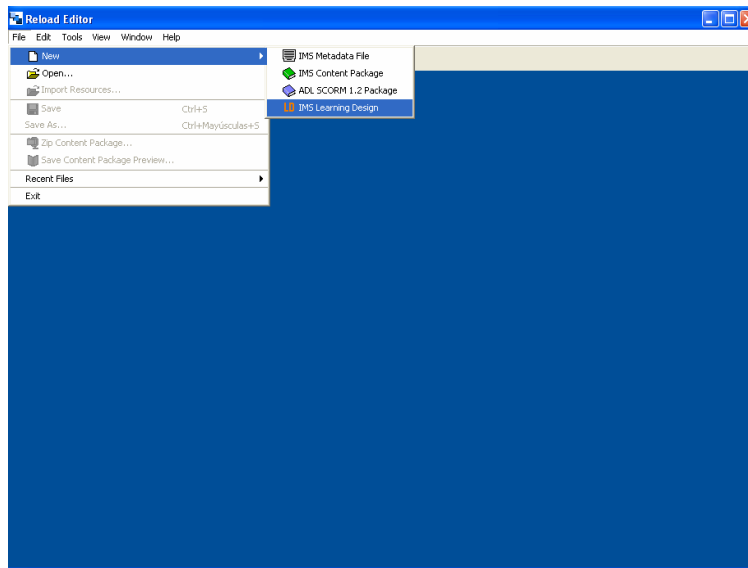 Reload Editor
File Edit Tools View Window Help
New
IMS Metadata File
Open...
IMS Content Package
Import Resources...
ADL SCORM 1.2 Package
Save Ctrl+S
LD IMS Learning Design
Save As... Ctrl+Mayúsculas+S
Zip Content Package...
Save Content Package Preview...
Recent Files
Exit